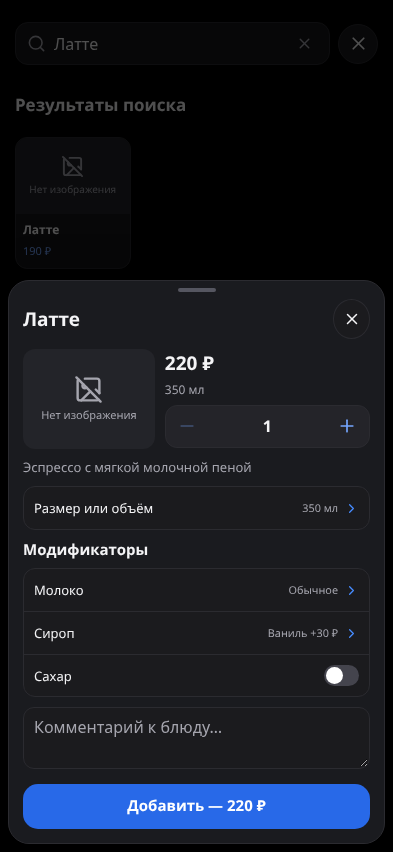 Латте
Результаты поиска
Нет изображения
Латте
190 ₽
Латте
Нет изображения
220 ₽
350 мл
1
Эспрессо с мягкой молочной пеной
Размер или объём 350 мл
Модификаторы
Молоко Обычное
Сироп Ваниль +30 ₽
Сахар
Комментарий к блюду...
Добавить — 220 ₽